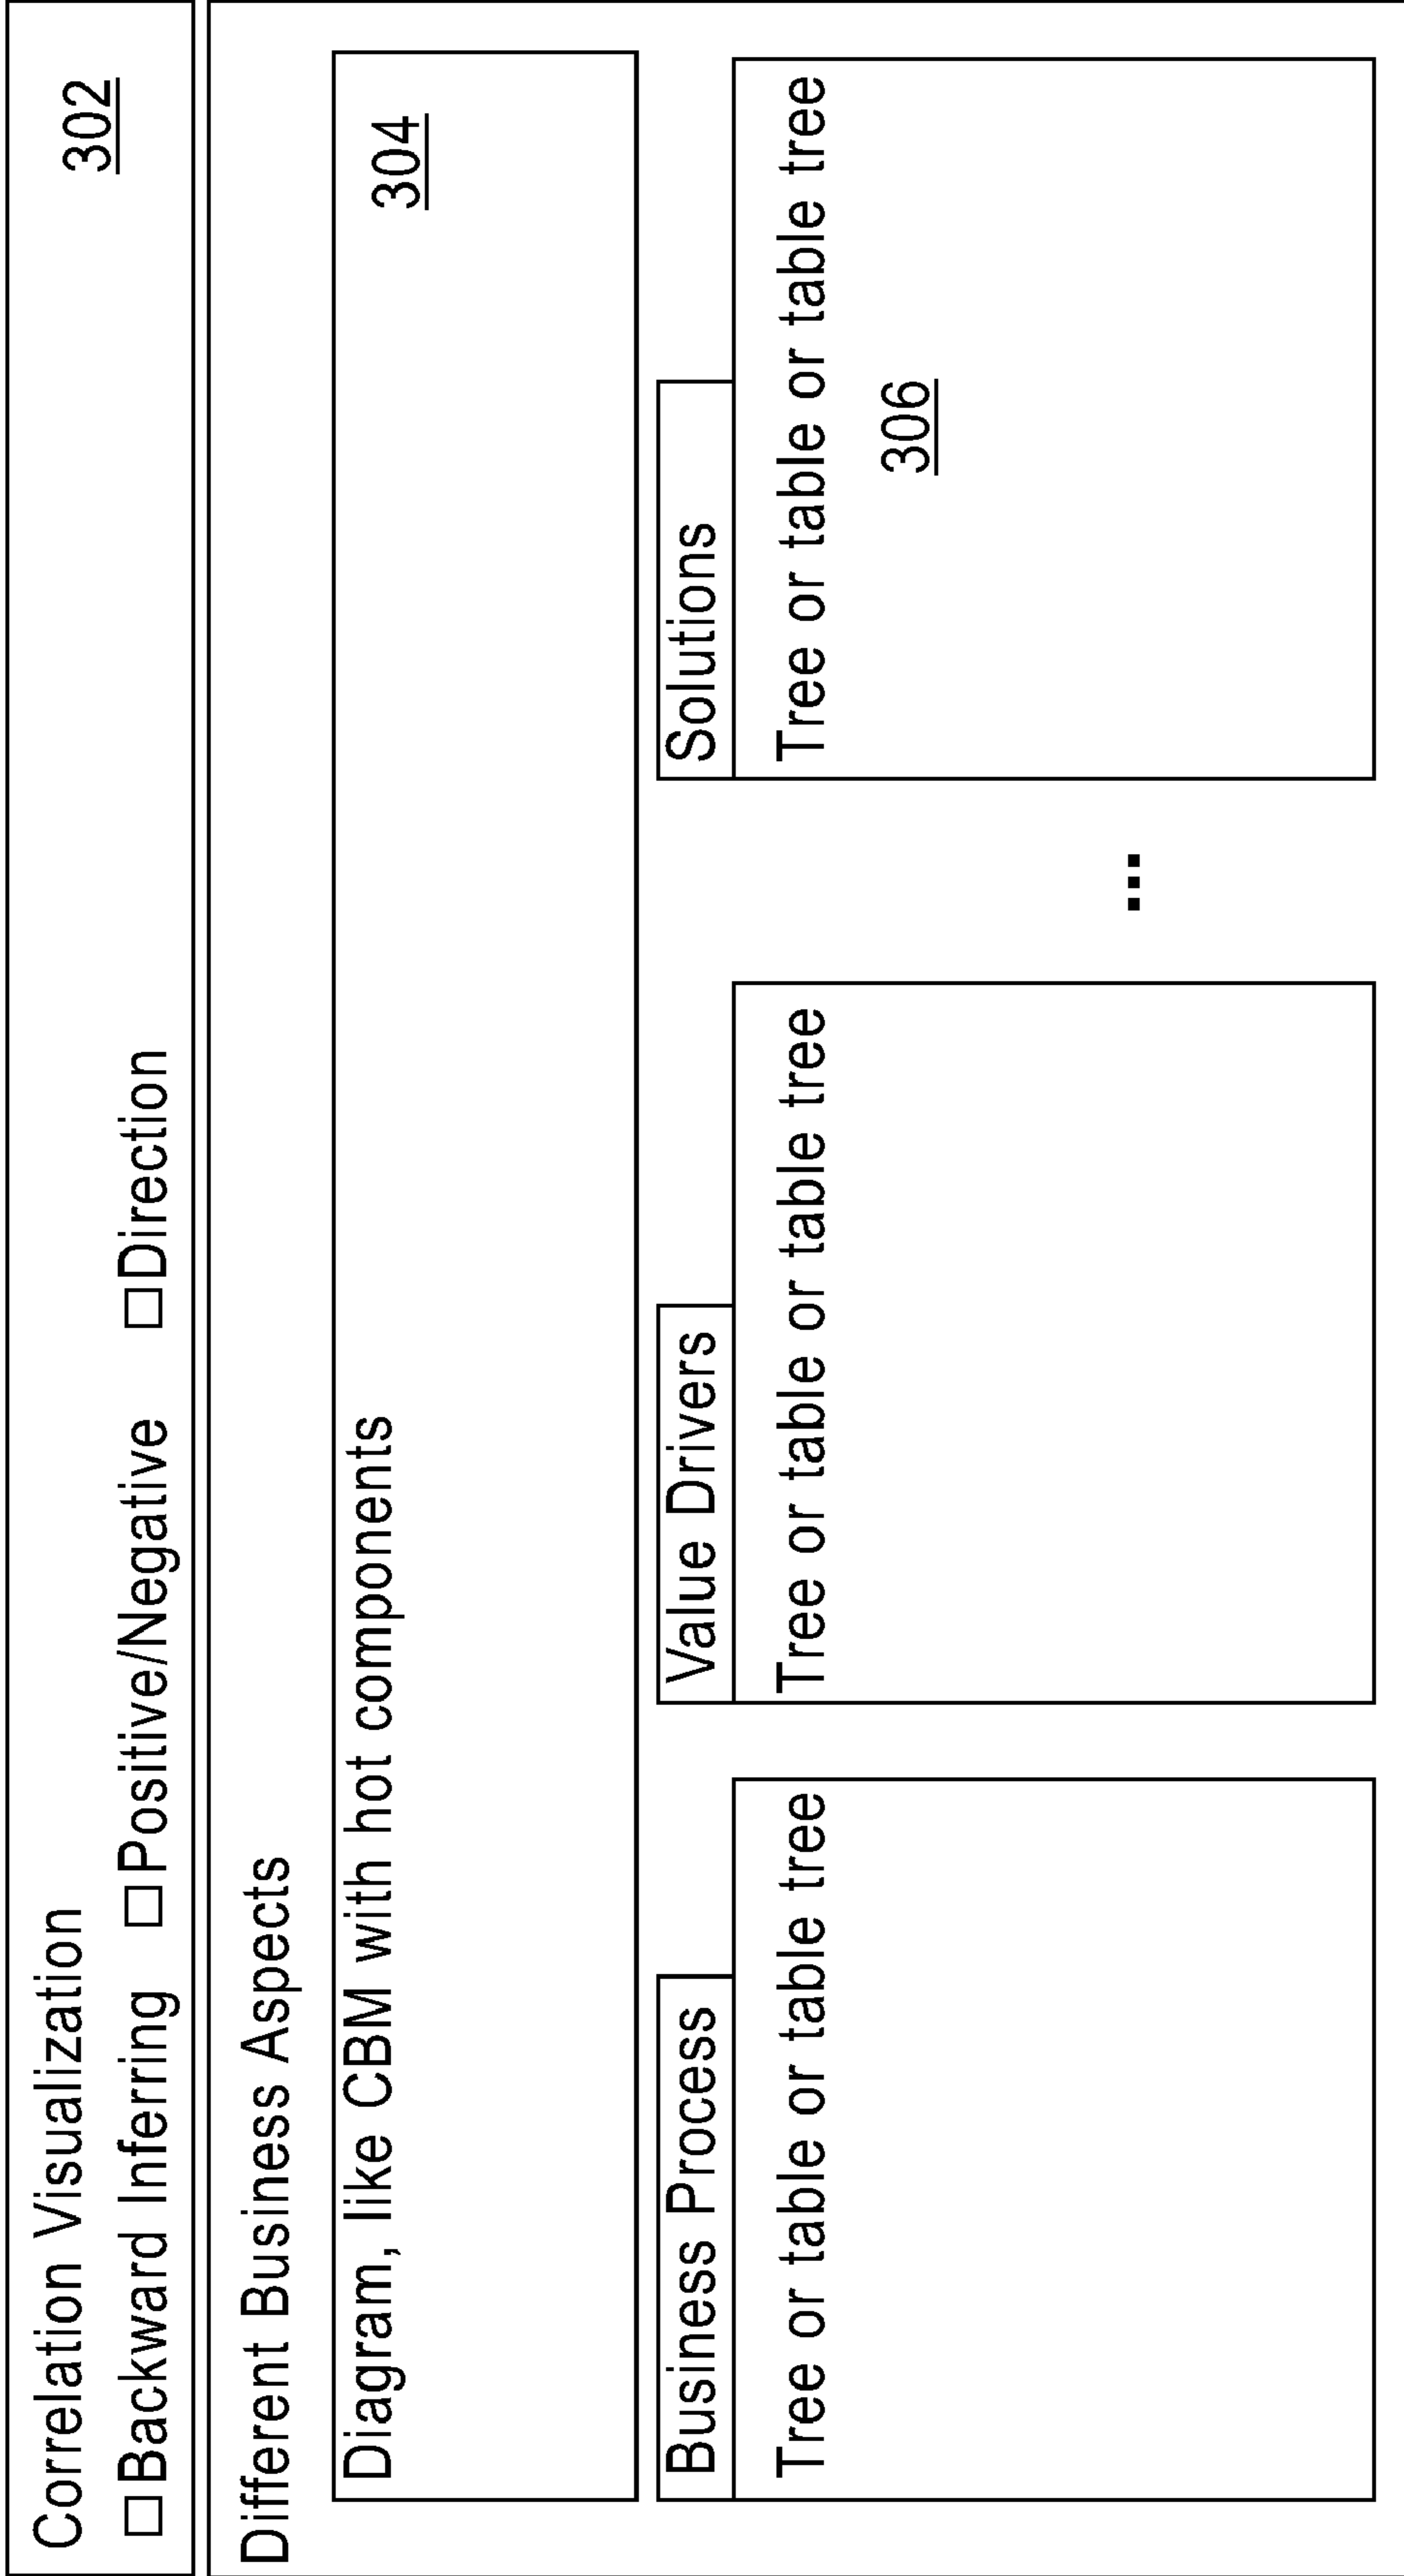 Correlation Visualization
302
□Backward Inferring □Positive/Negative □Direction
Different Business Aspects
Diagram, like CBM with hot components
304
Business Process
Value Drivers
Solutions
Tree or table or table tree
Tree or table or table tree
Tree or table or table tree
306
...